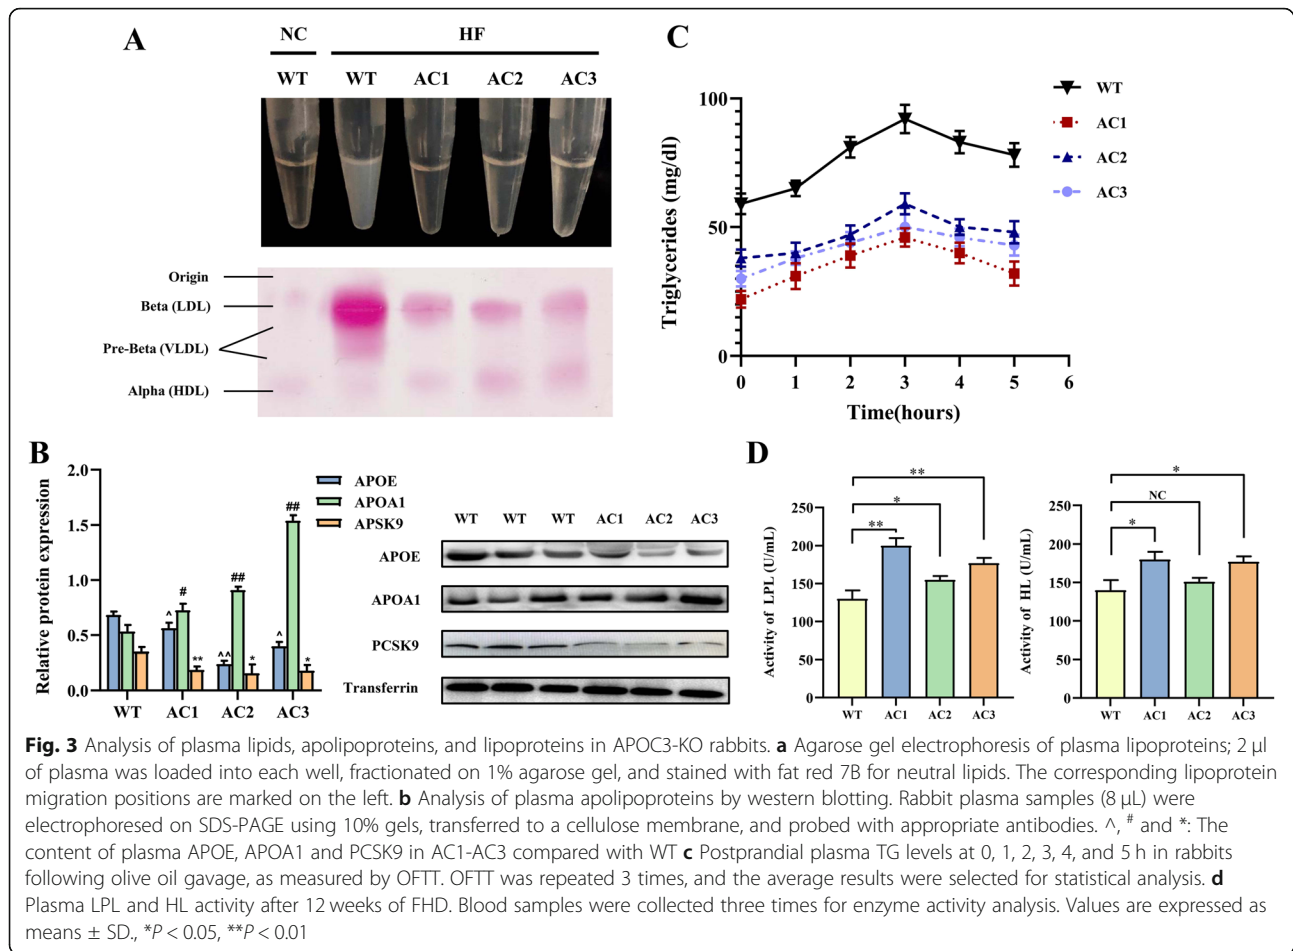 A
NC HF
WT WT AC1 AC2 AC3
Origin
Beta (LDL)
Pre-Beta (VLDL)
Alpha (HDL)
C
WT
AC1
AC2
AC3
Triglycerides (mg/dl)
100
50
0
0 1 2 3 4 5 6
Time(hours)
B
Relative protein expression
2.0
1.5
1.0
0.5
0.0
APOE
APOA1
APSK9
^ # **
^^ ## *
^ ## *
WT AC1 AC2 AC3
WT WT WT AC1 AC2 AC3
APOE
APOA1
PCSK9
Transferrin
D
Activity of LPL (U/mL)
250
200
150
100
50
0
**
*
**
WT AC1 AC2 AC3
Activity of HL (U/mL)
250
200
150
100
50
0
*
NC
*
WT AC1 AC2 AC3
Fig. 3 Analysis of plasma lipids, apolipoproteins, and lipoproteins in APOC3-KO rabbits. a Agarose gel electrophoresis of plasma lipoproteins; 2 μl
of plasma was loaded into each well, fractionated on 1% agarose gel, and stained with fat red 7B for neutral lipids. The corresponding lipoprotein
migration positions are marked on the left. b Analysis of plasma apolipoproteins by western blotting. Rabbit plasma samples (8 μL) were
electrophoresed on SDS-PAGE using 10% gels, transferred to a cellulose membrane, and probed with appropriate antibodies. ^, # and *: The
content of plasma APOE, APOA1 and PCSK9 in AC1-AC3 compared with WT c Postprandial plasma TG levels at 0, 1, 2, 3, 4, and 5 h in rabbits
following olive oil gavage, as measured by OFTT. OFTT was repeated 3 times, and the average results were selected for statistical analysis. d
Plasma LPL and HL activity after 12 weeks of FHD. Blood samples were collected three times for enzyme activity analysis. Values are expressed as
means ± SD., *P < 0.05, **P < 0.01